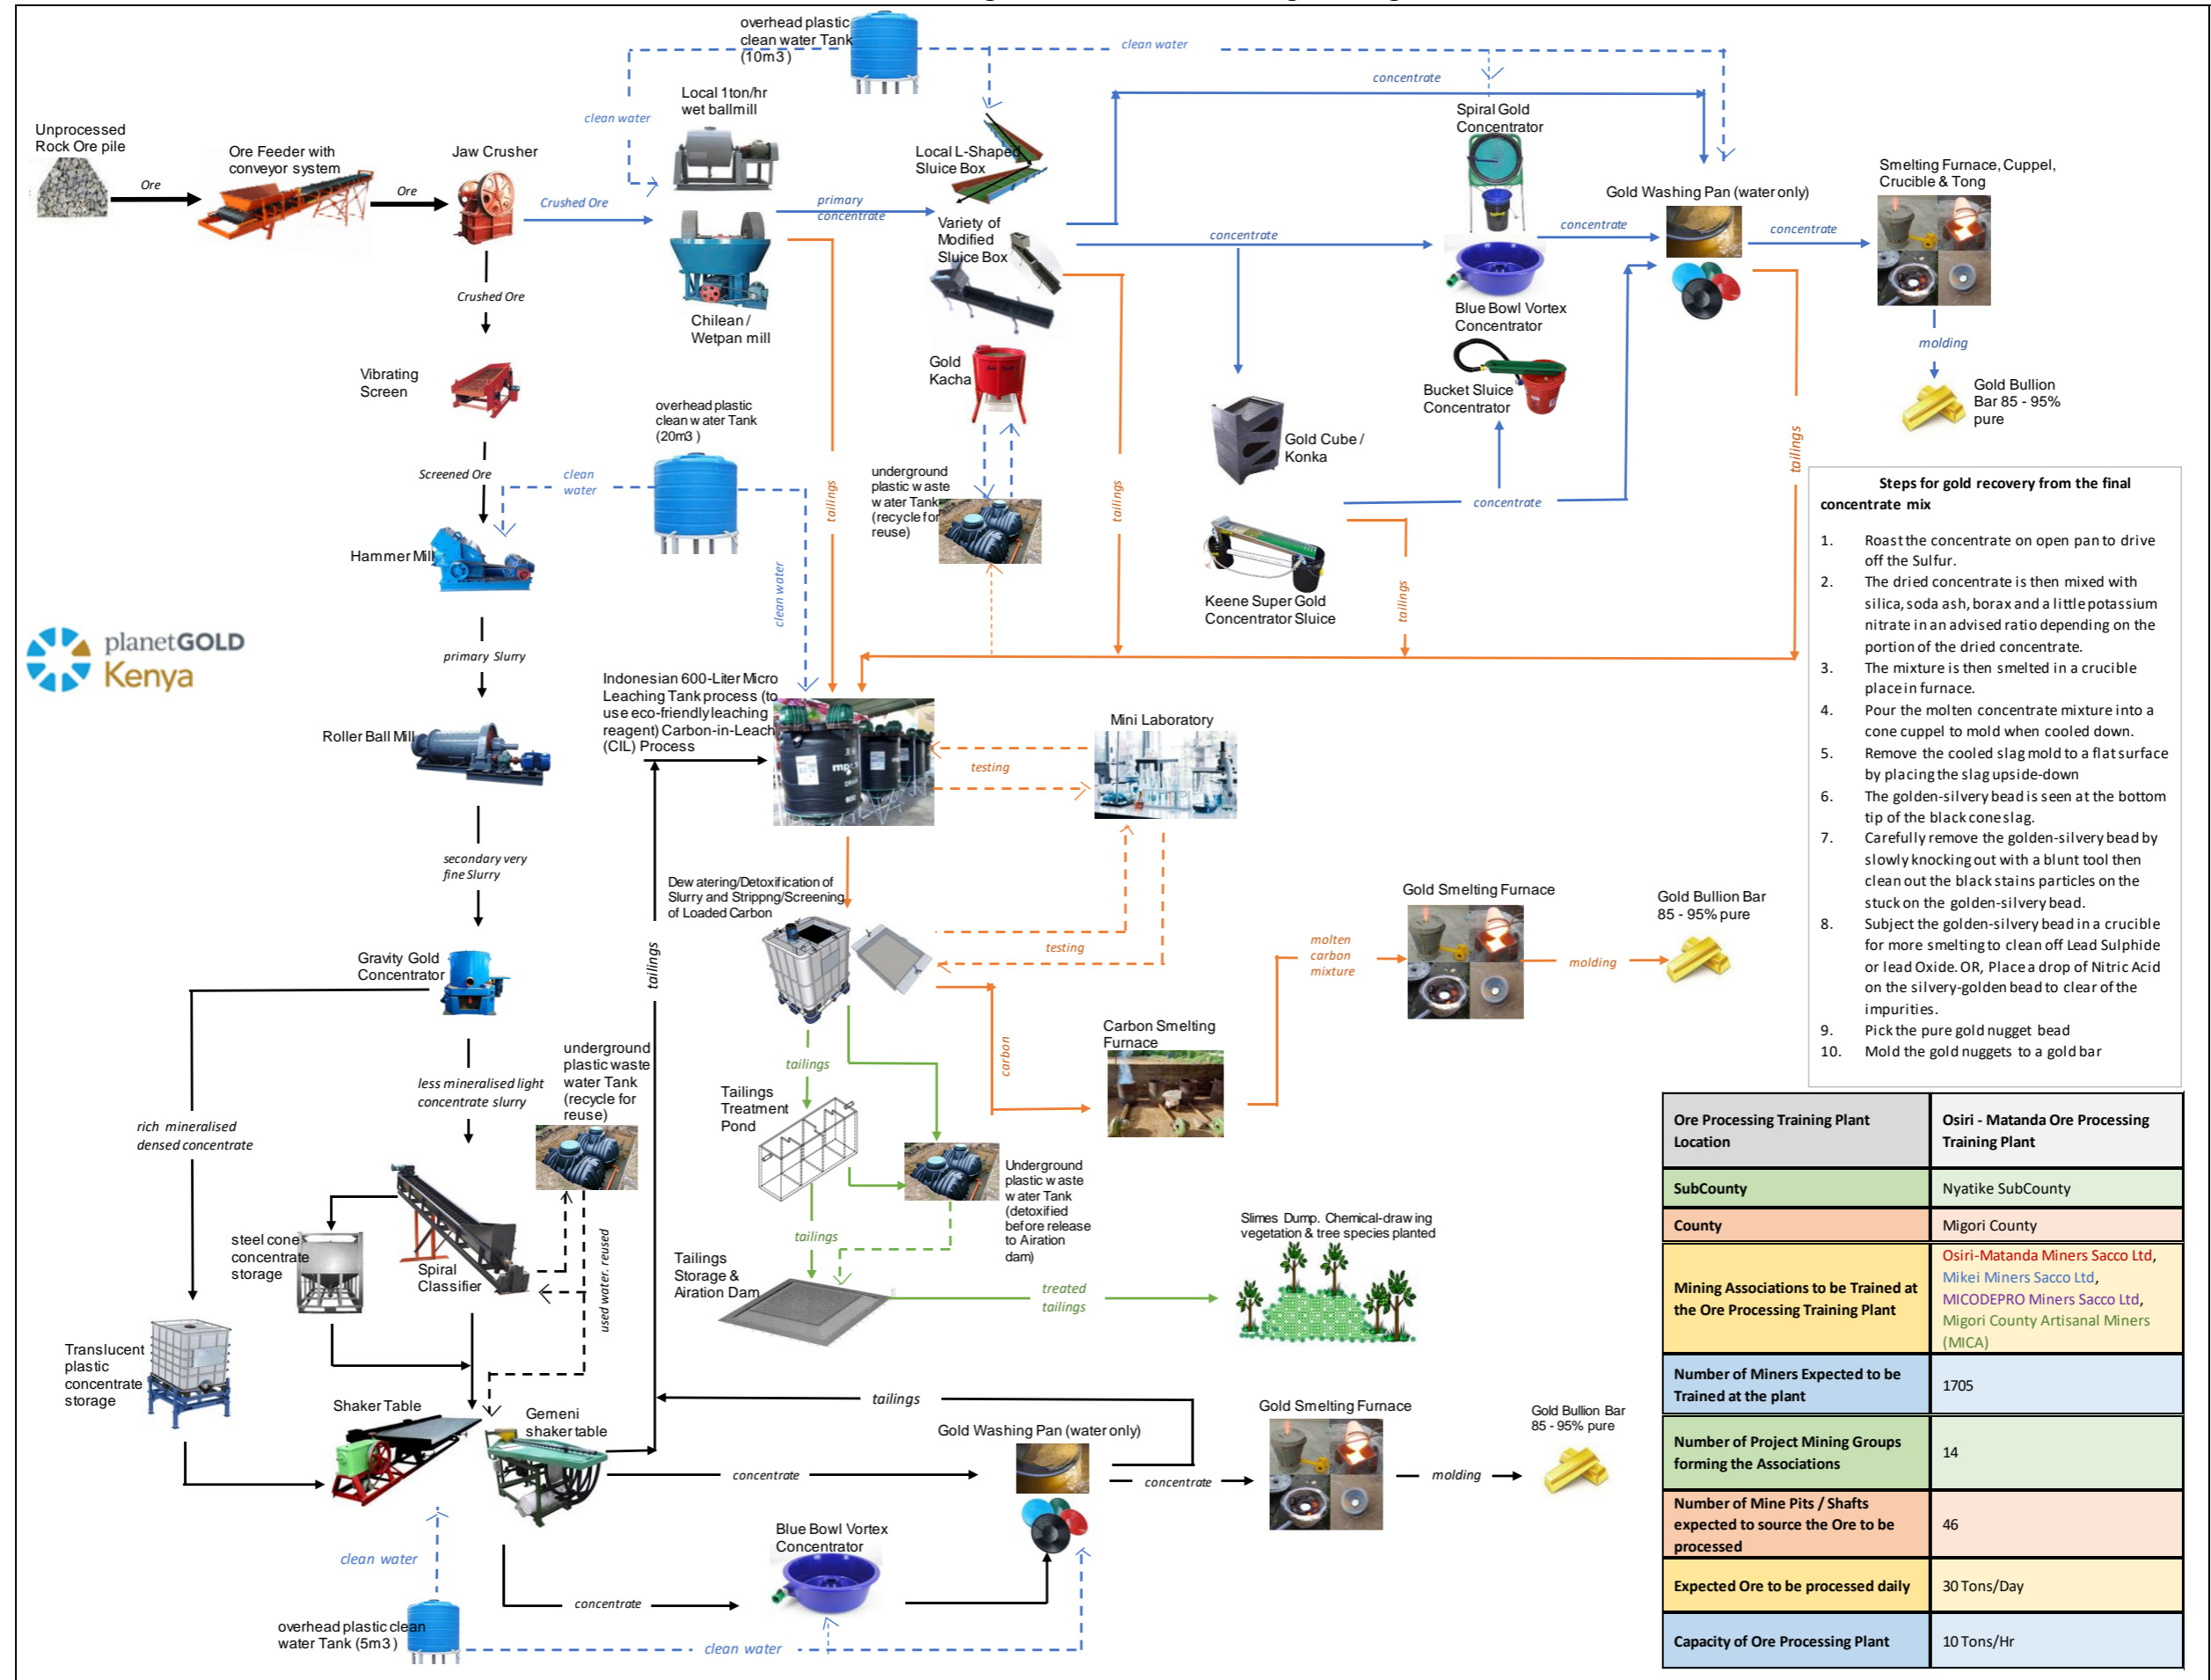 overhead plastic
clean water Tank
(10m3 )
clean water
concentrate
Local 1ton/hr
wet ballmill
clean water
Spiral Gold
Concentrator
Unprocessed
Rock Ore pile
Ore
Ore Feeder with
conveyor system
Ore
Jaw Crusher
Crushed Ore
primary
concentrate
Local L-Shaped
Sluice Box
Variety of
Modified
Sluice Box
concentrate
Gold Washing Pan (water only)
concentrate
concentrate
Smelting Furnace, Cuppel,
Crucible & Tong
Crushed Ore
Chilean /
Wetpan mill
Blue Bowl Vortex
Concentrator
molding
Vibrating
Screen
Gold
Kacha
Bucket Sluice
Concentrator
Gold Bullion
Bar 85 - 95%
pure
overhead plastic
clean water Tank
(20m3 )
Gold Cube /
Konka
tailings
Screened Ore
clean
water
underground
plastic waste
water Tank
(recycle for
reuse)
tailings
tailings
concentrate
Hammer Mill
clean water
tailings
Keene Super Gold
Concentrator Sluice
Steps for gold recovery from the final
concentrate mix
1. Roast the concentrate on open pan to drive
off the Sulfur.
2. The dried concentrate is then mixed with
silica, soda ash, borax and a little potassium
nitrate in an advised ratio depending on the
portion of the dried concentrate.
3. The mixture is then smelted in a crucible
place in furnace.
4. Pour the molten concentrate mixture into a
cone cuppel to mold when cooled down.
5. Remove the cooled slag mold to a flat surface
by placing the slag upside-down
6. The golden-silvery bead is seen at the bottom
tip of the black cone slag.
7. Carefully remove the golden-silvery bead by
slowly knocking out with a blunt tool then
clean out the black stains particles on the
stuck on the golden-silvery bead.
8. Subject the golden-silvery bead in a crucible
for more smelting to clean off Lead Sulphide
or lead Oxide. OR, Place a drop of Nitric Acid
on the silvery-golden bead to clear of the
impurities.
9. Pick the pure gold nugget bead
10. Mold the gold nuggets to a gold bar
planetGOLD
Kenya
primary Slurry
Indonesian 600-Liter Micro
Leaching Tank process (to
use eco-friendly leaching
reagent) Carbon-in-Leach
(CIL) Process
Mini Laboratory
testing
Roller Ball Mill
secondary very
fine Slurry
Dewatering/Detoxification of
Slurry and Strippng/Screening
of Loaded Carbon
testing
Gold Smelting Furnace
molten
carbon
mixture
molding
Gold Bullion Bar
85 - 95% pure
Gravity Gold
Concentrator
tailings
carbon
Carbon Smelting
Furnace
less mineralised light
concentrate slurry
underground
plastic waste
water Tank
(recycle for
reuse)
tailings
Tailings
Treatment
Pond
rich mineralised
densed concentrate
Underground
plastic waste
water Tank
(detoxified
before release
to Airation
dam)
tailings
steel cone
concentrate
storage
Spiral
Classifier
used water. reused
Tailings
Storage &
Airation Dam
treated
tailings
Slimes Dump. Chemical-drawing
vegetation & tree species planted
Translucent
plastic
concentrate
storage
Shaker Table
Gemeni
shaker table
tailings
Gold Washing Pan (water only)
Gold Smelting Furnace
Gold Bullion Bar
85 - 95% pure
concentrate
concentrate
molding
clean water
Blue Bowl Vortex
Concentrator
concentrate
overhead plastic clean
water Tank (5m3 )
clean water
Ore Processing Training Plant
Location
Osiri - Matanda Ore Processing
Training Plant
SubCounty
Nyatike SubCounty
County
Migori County
Mining Associations to be Trained at
the Ore Processing Training Plant
Osiri-Matanda Miners Sacco Ltd,
Mikei Miners Sacco Ltd,
MICODEPRO Miners Sacco Ltd,
Migori County Artisanal Miners
(MICA)
Number of Miners Expected to be
Trained at the plant
1705
Number of Project Mining Groups
forming the Associations
14
Number of Mine Pits / Shafts
expected to source the Ore to be
processed
46
Expected Ore to be processed daily
30 Tons/Day
Capacity of Ore Processing Plant
10 Tons/Hr